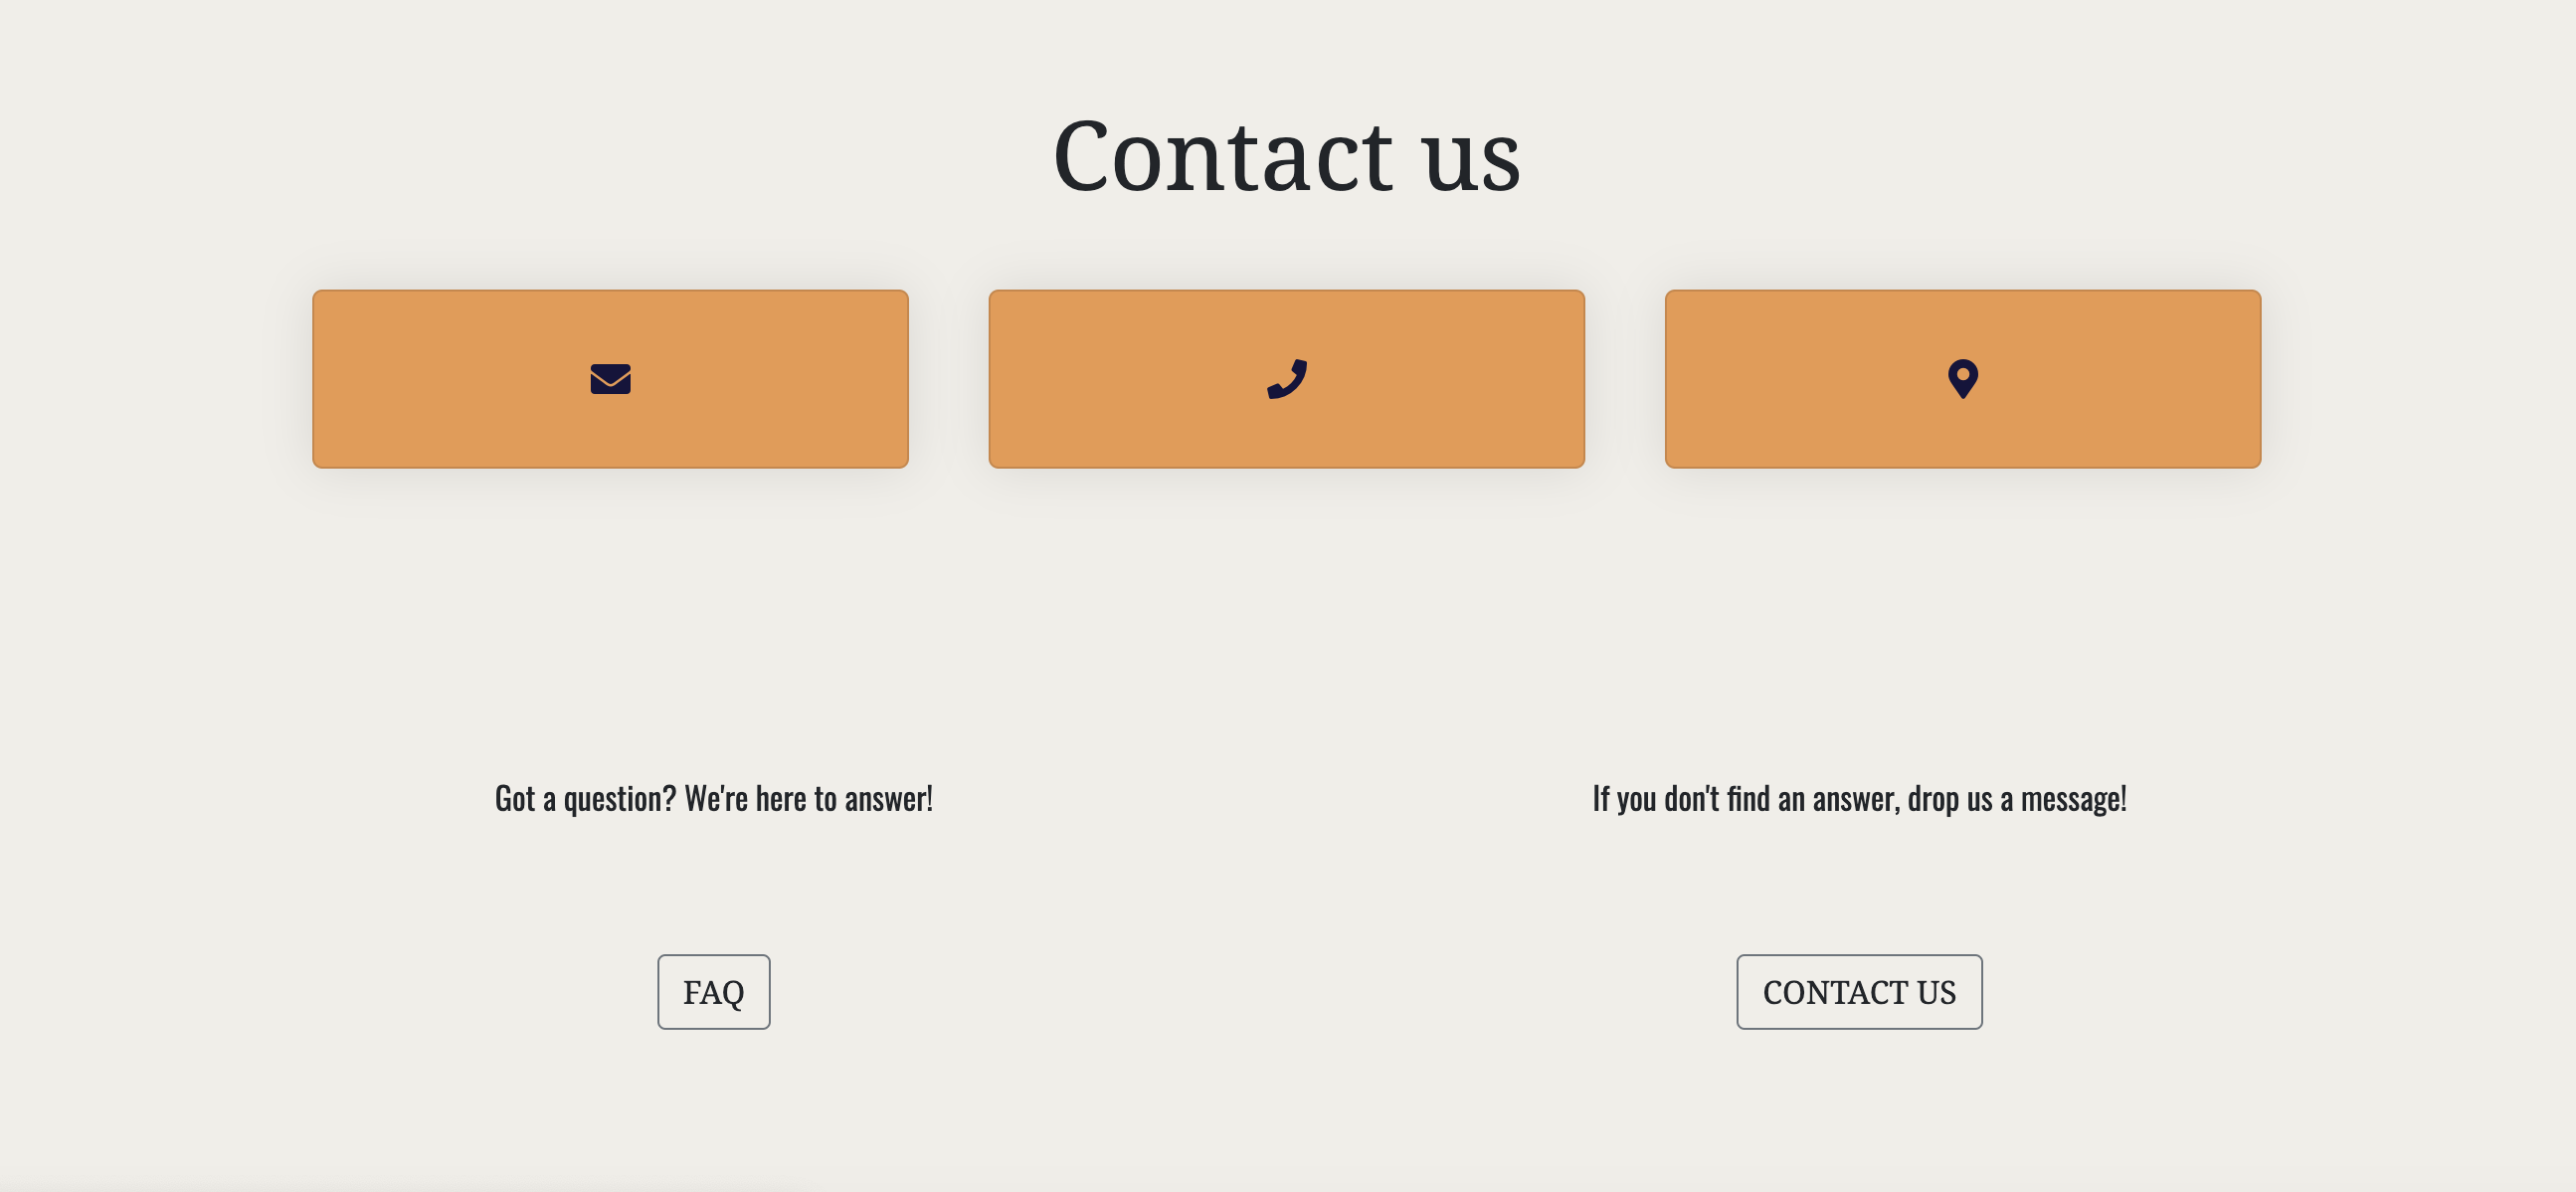 Contact us
Got a question? We're here to answer!
If you don't find an answer, drop us a message!
FAQ
CONTACT US